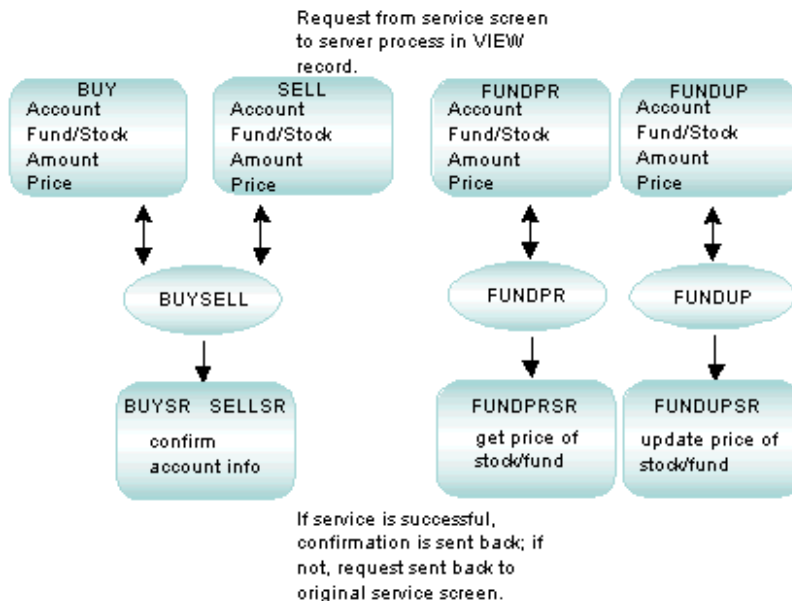 Request from service screen
to server process in VIEW
record.
BUY
Account
Fund/Stock
Amount
Price
SELL
Account
Fund/Stock
Amount
Price
FUNDPR
Account
Fund/Stock
Amount
Price
FUNDUP
Account
Fund/Stock
Amount
Price
BUYSELL
FUNDPR
FUNDUP
BUYSR SELLSR
confirm
account info
FUNDPRSR
get price of
stock/fund
FUNDUPSR
update price of
stock/fund
If service is successful,
confirmation is sent back; if
not, request sent back to
original service screen.